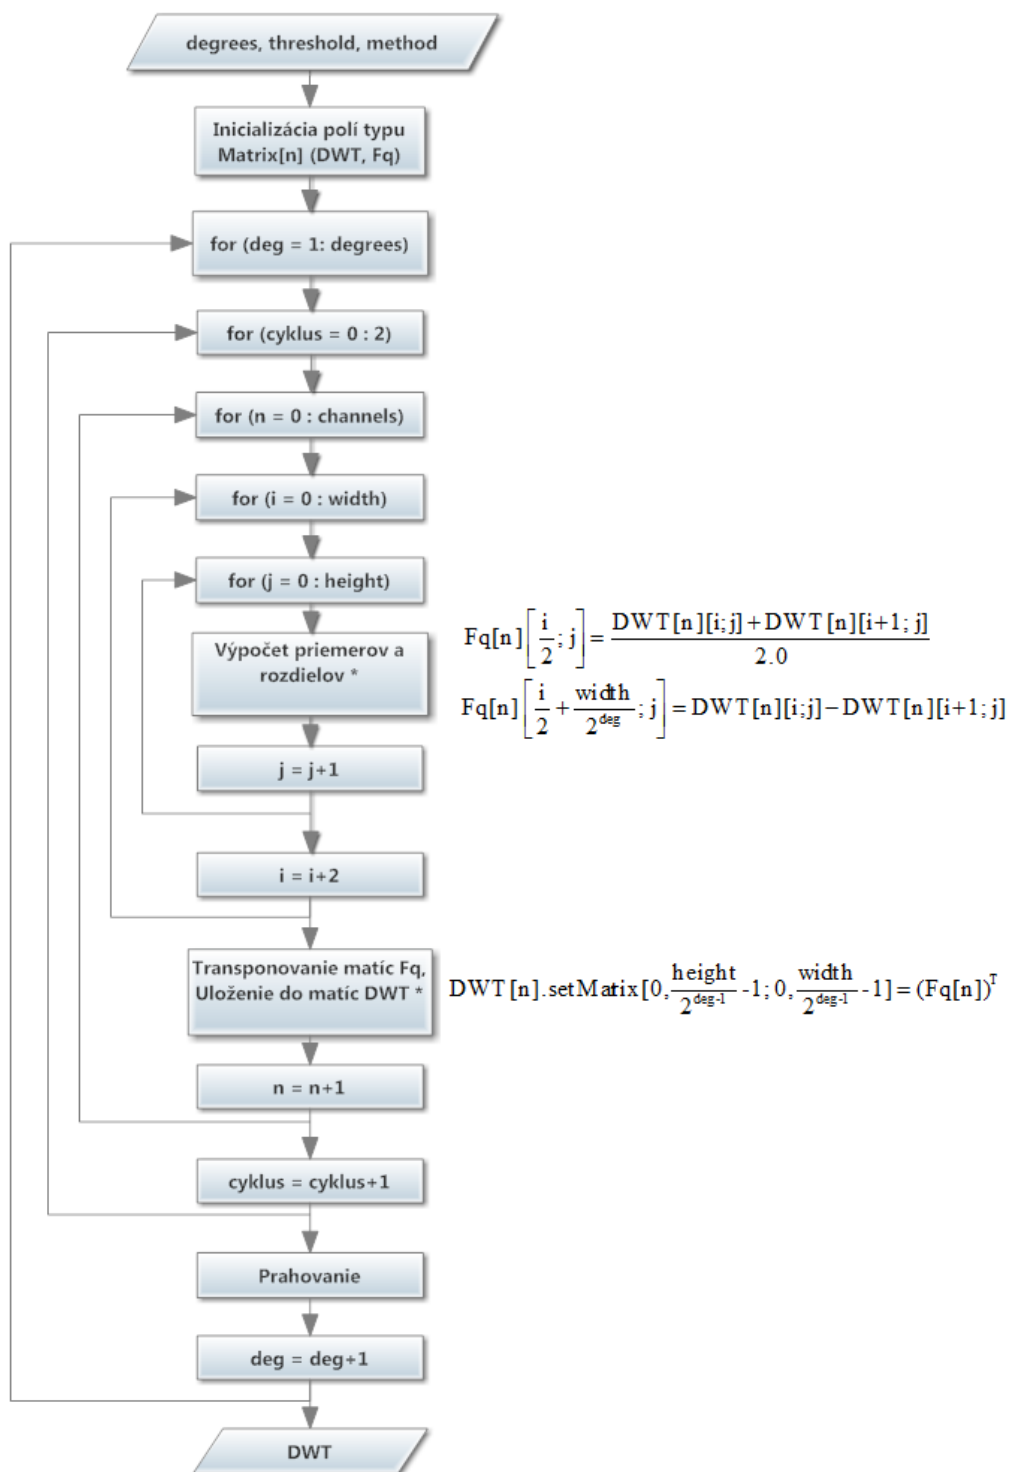 degrees, threshold, method
Inicializácia polí typu
Matrix[n] (DWT, Fq)
for (deg = 1: degrees)
for (cyklus = 0 : 2)
for (n = 0 : channels)
for (i = 0 : width)
for (j = 0 : height)
Výpočet priemerov a
rozdielov *
Fq[n][i/2; j] = (DWT[n][i;j]+DWT[n][i+1; j])/2.0
Fq[n][i/2 + width/2^deg; j] = DWT[n][i;j]−DWT[n][i+1; j]
j = j+1
i = i+2
Transponovanie matíc Fq,
Uloženie do matíc DWT *
DWT[n].setMatrix[0, height/2^(deg-1) -1; 0, width/2^(deg-1) -1] = (Fq[n])^T
n = n+1
cyklus = cyklus+1
Prahovanie
deg = deg+1
DWT